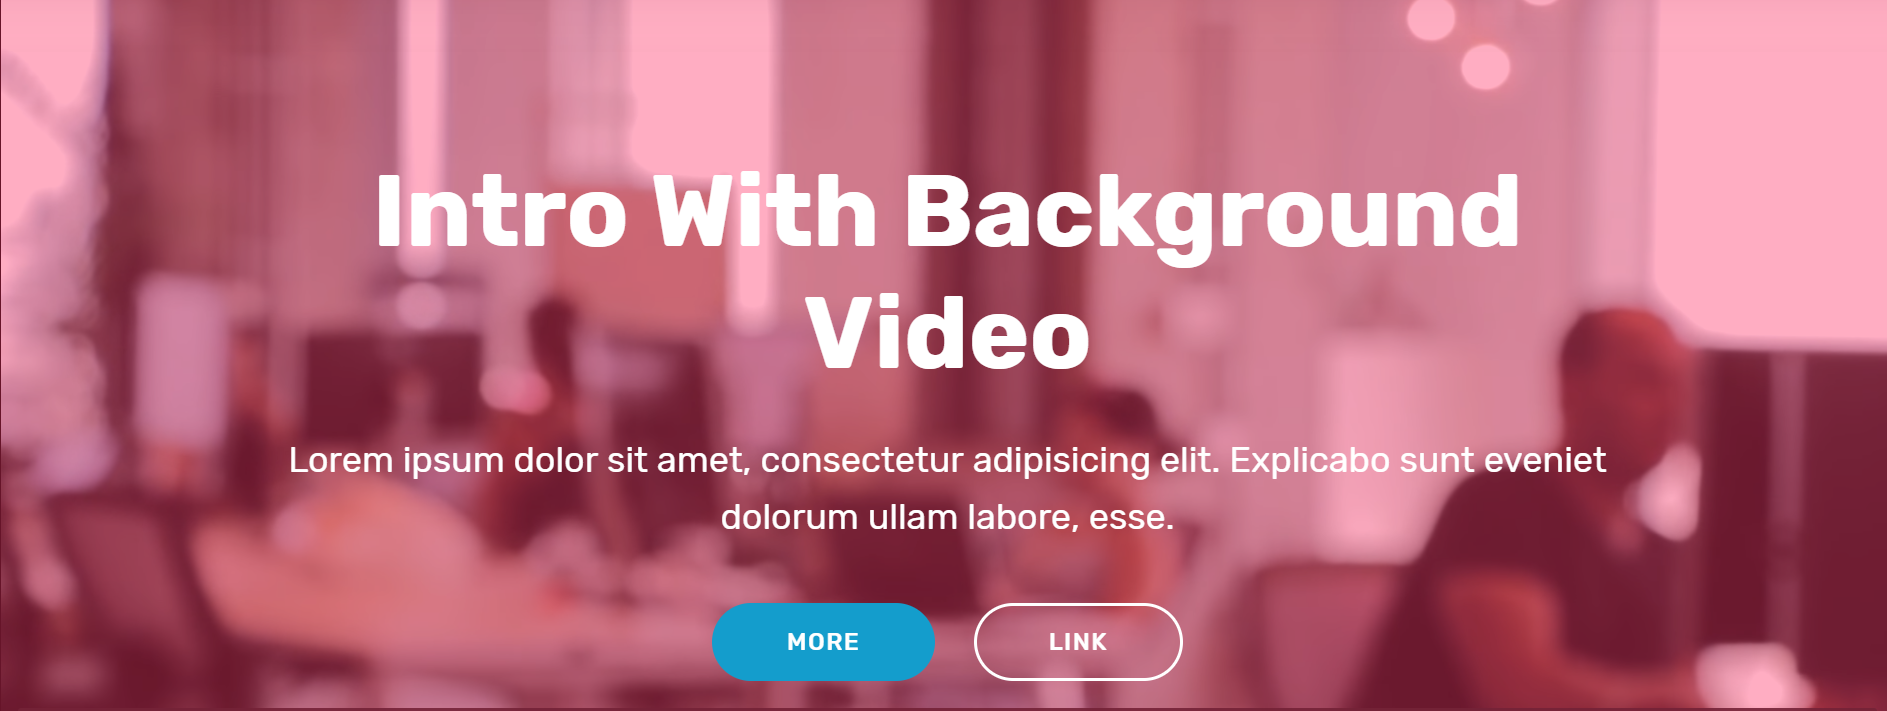 Intro With Background
Video
Lorem ipsum dolor sit amet, consectetur adipisicing elit. Explicabo sunt eveniet
dolorum ullam labore, esse.
MORE LINK